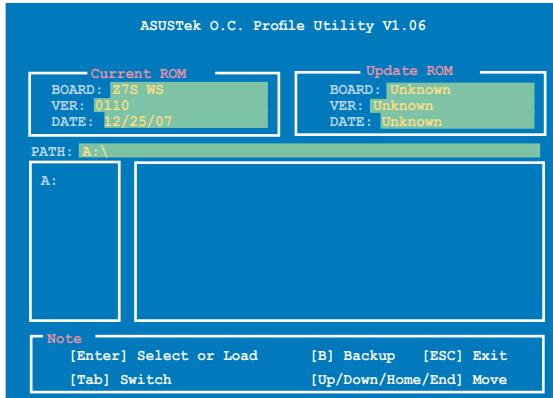 ASUSTek O.C. Profile Utility V1.06
Current ROM
BOARD: Z7S WS
VER: 0110
DATE: 12/25/07
Update ROM
BOARD: Unknown
VER: Unknown
DATE: Unknown
PATH: A:\
A:
Note
[Enter] Select or Load [B] Backup [ESC] Exit
[Tab] Switch [Up/Down/Home/End] Move